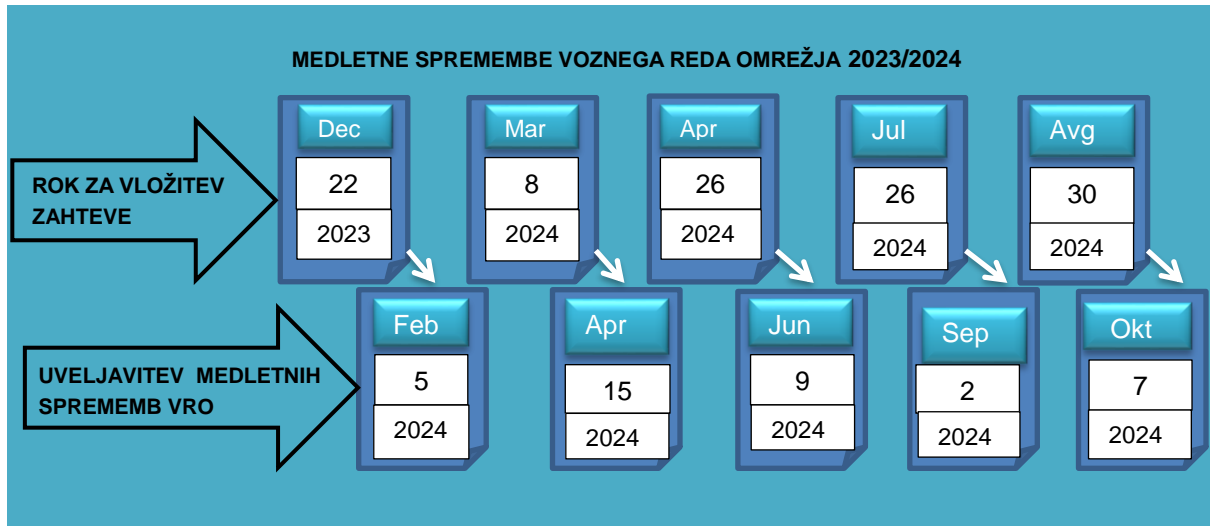 MEDLETNE SPREMEMBE VOZNEGA REDA OMREŽJA 2023/2024
ROK ZA VLOŽITEV
ZAHTEVE
Dec
22
2023
Mar
8
2024
Apr
26
2024
Jul
26
2024
Avg
30
2024
UVELJAVITEV MEDLETNIH
SPREMEMB VRO
Feb
5
2024
Apr
15
2024
Jun
9
2024
Sep
2
2024
Okt
7
2024